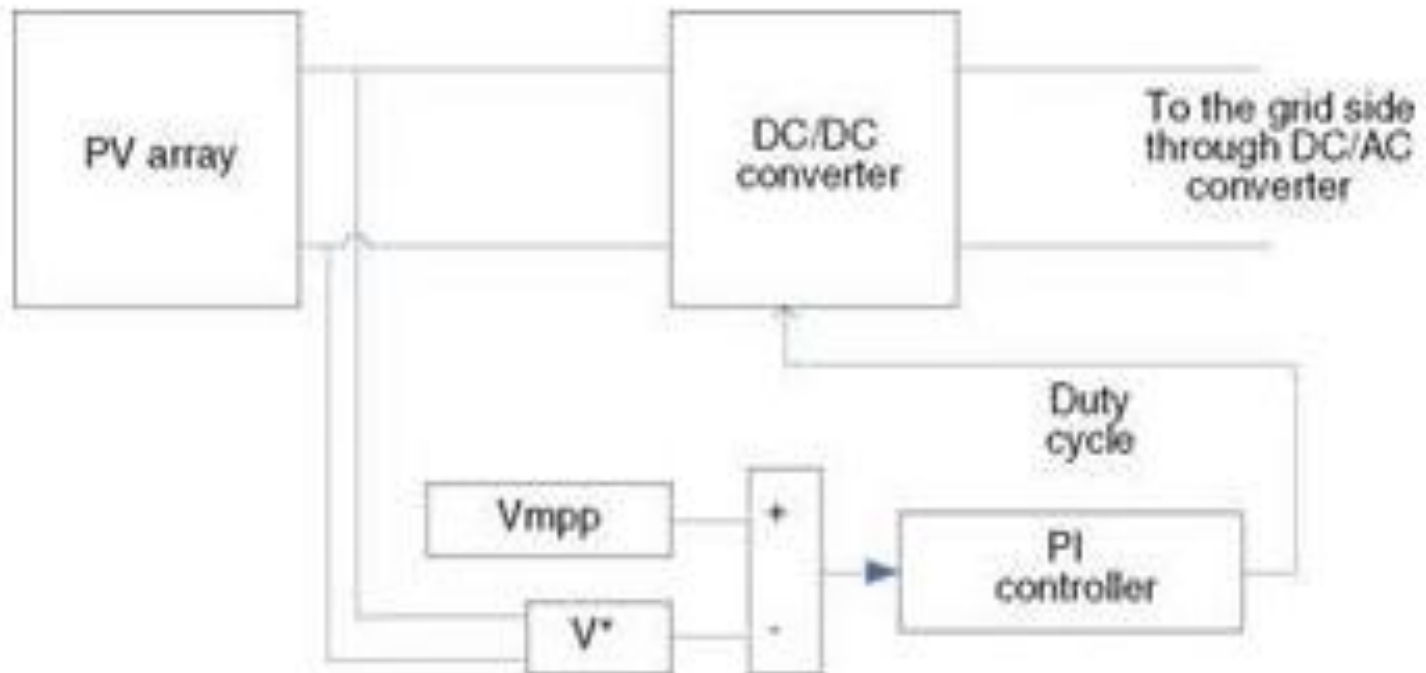 PV array
DC/DC
converter
To the grid side
through DC/AC
converter
Duty
cycle
Vmpp
+
PI
controller
V*
-